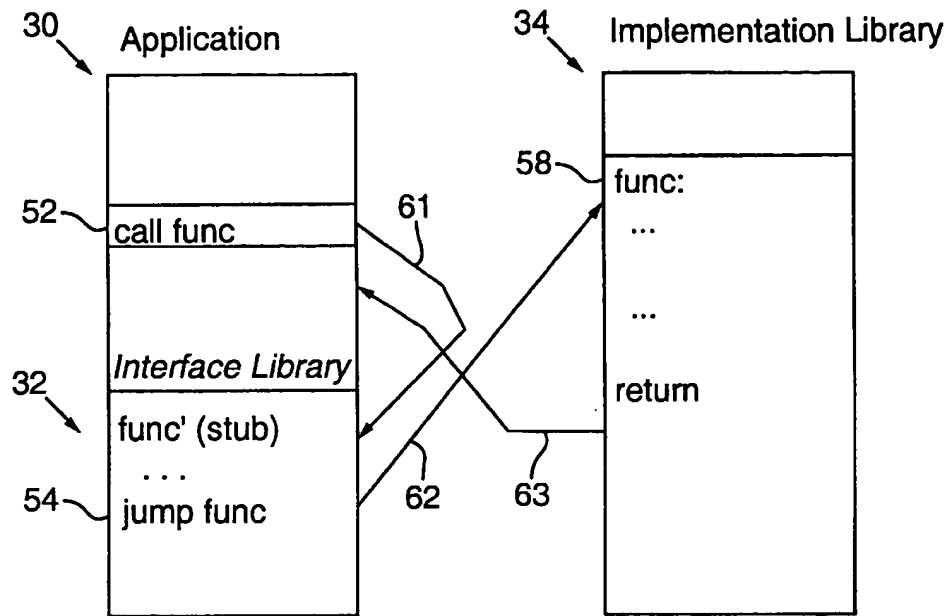 30
Application
34
Implementation Library
52
call func
61
58
func:
...
...
Interface Library
32
func' (stub)
...
54
jump func
62
63
return